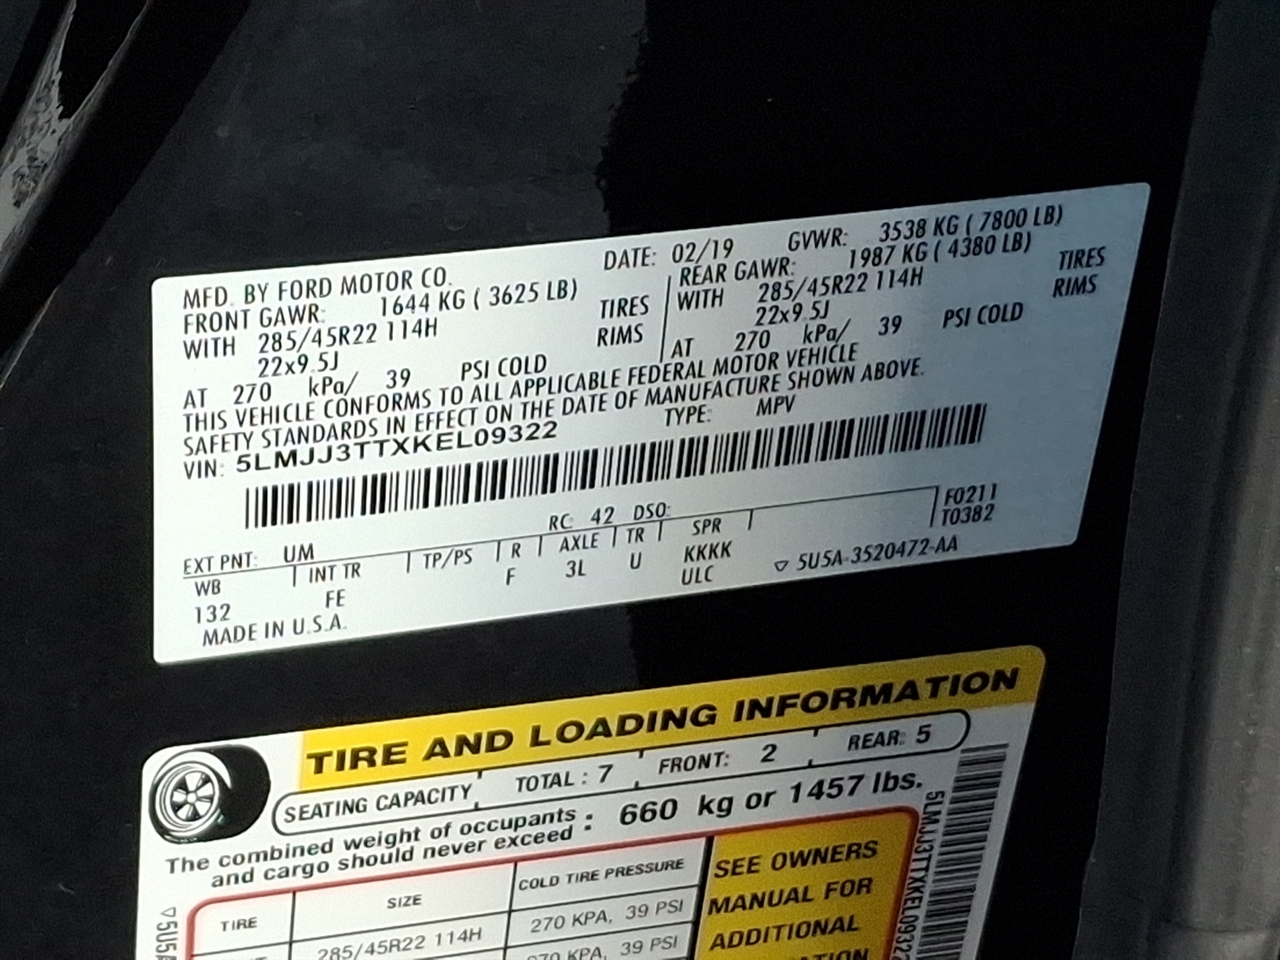 MFD. BY FORD MOTOR CO. DATE: 02/19 GVWR: 3538 KG ( 7800 LB)
FRONT GAWR: 1644 KG ( 3625 LB) REAR GAWR: 1987 KG ( 4380 LB)
WITH 285/45R22 114H TIRES WITH 285/45R22 114H TIRES
22x9.5J RIMS 22x9.5J RIMS
AT 270 kPa/ 39 PSI COLD AT 270 kPa/ 39 PSI COLD
THIS VEHICLE CONFORMS TO ALL APPLICABLE FEDERAL MOTOR VEHICLE
SAFETY STANDARDS IN EFFECT ON THE DATE OF MANUFACTURE SHOWN ABOVE.
VIN: 5LMJJ3TTXKEL09322 TYPE: MPV
F0211
EXT PNT: UM RC: 42 DSO: T0382
WB INT TR TP/PS R AXLE TR SPR
132 FE F 3L U KKKK
ULC ▽ 5U5A-3520472-AA
MADE IN U.S.A.
TIRE AND LOADING INFORMATION
SEATING CAPACITY TOTAL : 7 FRONT: 2 REAR: 5
The combined weight of occupants
and cargo should never exceed : 660 kg or 1457 lbs.
TIRE SIZE COLD TIRE PRESSURE
285/45R22 114H 270 KPA, 39 PSI
270 KPA, 39 PSI
SEE OWNERS
MANUAL FOR
ADDITIONAL
5LMJJ3TTXKEL09322
▽5U5A